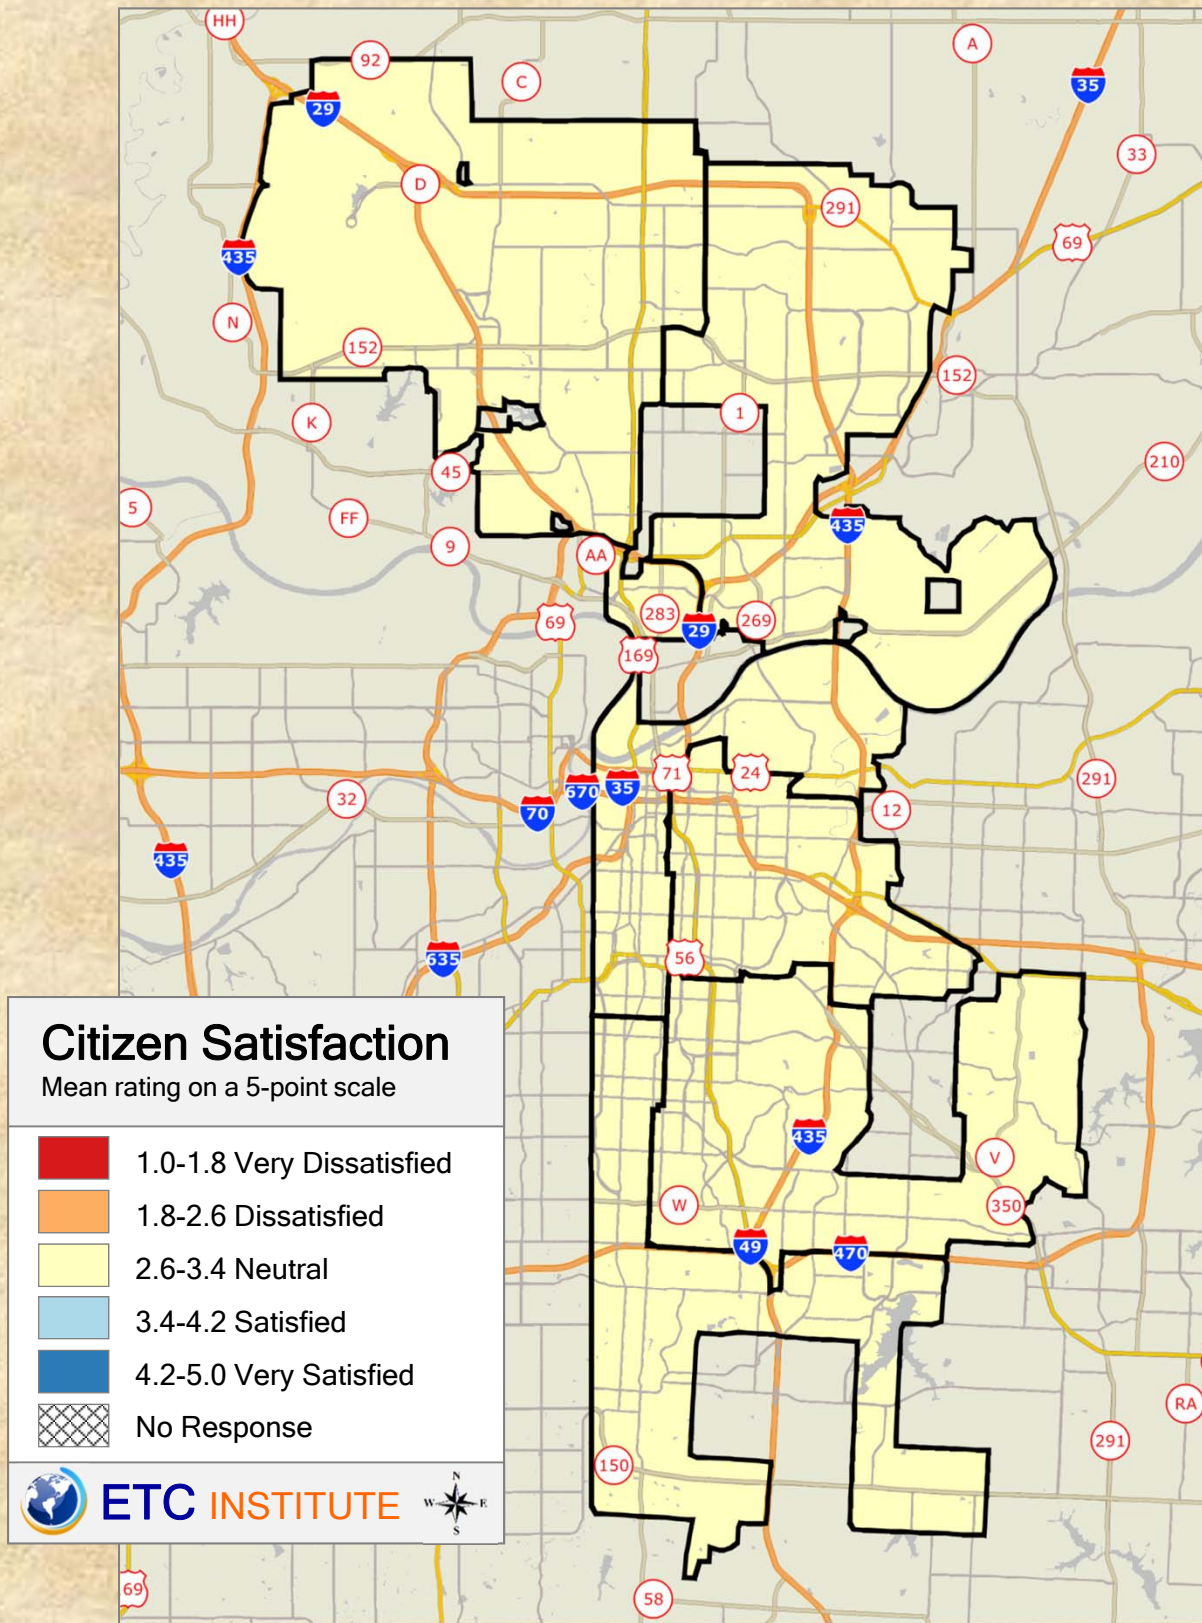 HH
92
A
C
29
35
33
D
291
69
435
N
152
152
1
K
45
210
5
FF
435
9
AA
283
69
269
29
169
71
24
670
35
291
32
70
12
435
56
635
Citizen Satisfaction
Mean rating on a 5-point scale
1.0-1.8 Very Dissatisfied
1.8-2.6 Dissatisfied
2.6-3.4 Neutral
3.4-4.2 Satisfied
4.2-5.0 Very Satisfied
No Response
ETC INSTITUTE
N
W
E
S
435
V
W
350
49
470
RA
291
150
69
58